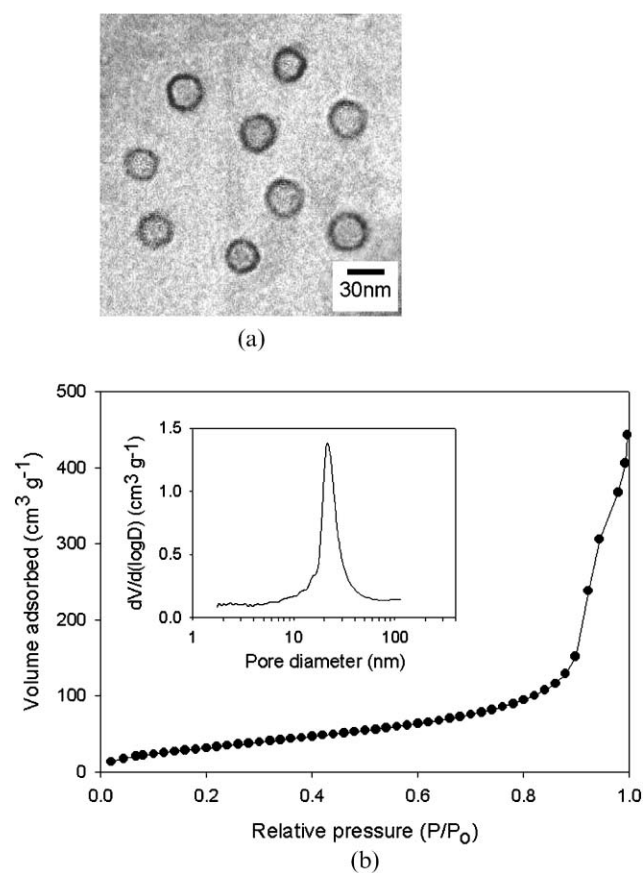 30nm
(a)
500
400
300
200
100
0
Volume adsorbed (cm³ g⁻¹)
1.5
1.0
0.5
0.0
dV/d(logD) (cm³ g⁻¹)
1 10 100
Pore diameter (nm)
0.0 0.2 0.4 0.6 0.8 1.0
Relative pressure (P/Pₒ)
(b)